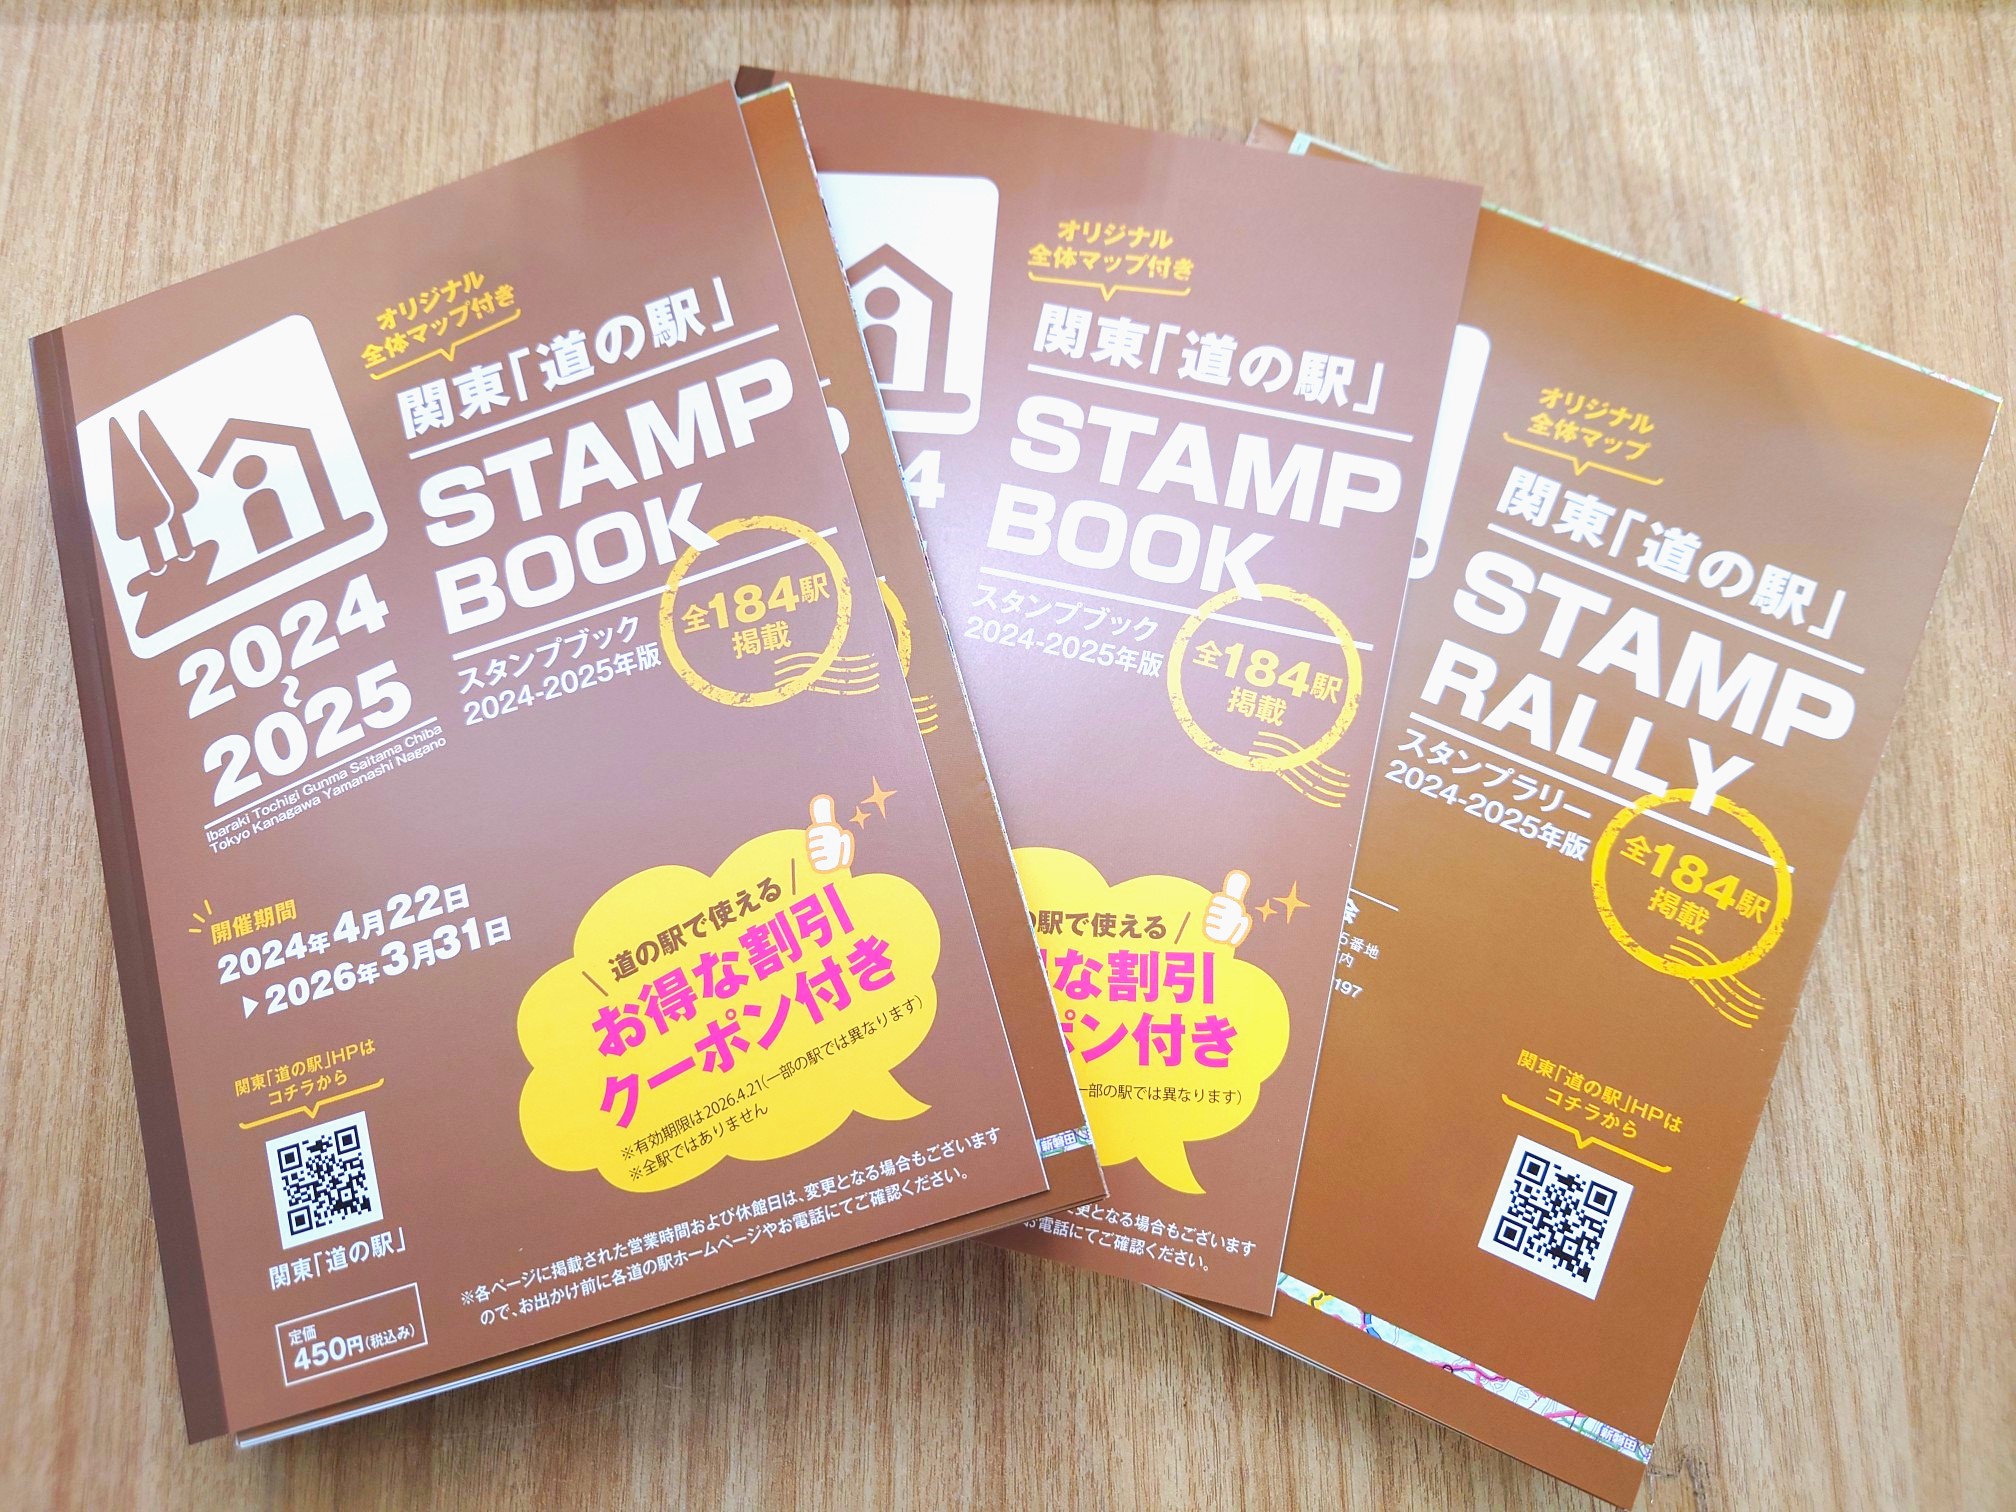 オリジナル
全体マップ付き
関東「道の駅」
STAMP
BOOK
スタンプブック
2024-2025年版
全184駅
掲載
2024
~
2025
Ibaraki Tochigi Gunma Saitama Chiba
Tokyo Kanagawa Yamanashi Nagano
開催期間
2024年4月22日
▶2026年3月31日
道の駅で使える
お得な割引
クーポン付き
※有効期限は2026.4.21(一部の駅では異なります)
※全駅ではありません
関東「道の駅」HPは
コチラから
関東「道の駅」
定価
450円(税込み)
※各ページに掲載された営業時間および休館日は、変更となる場合もございます
ので、お出かけ前に各道の駅ホームページやお電話にてご確認ください。
新磐田
オリジナル
全体マップ付き
関東「道の駅」
STAMP
BOOK
スタンプブック
2024-2025年版
全184駅
掲載
4
の駅で使える
な割引
ン付き
一部の駅では異なります)
変更となる場合もございます
お電話にてご確認ください。
オリジナル
全体マップ
関東「道の駅」
STAMP
RALLY
スタンプラリー
2024-2025年版
全184駅
掲載
会
5番地
内
197
関東「道の駅」HPは
コチラから
新磐田